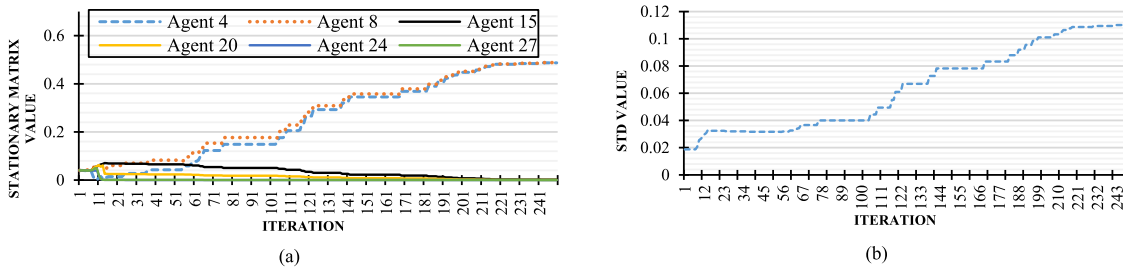 0.6
0.4
0.2
0
STATIONARY MATRIX
VALUE
Agent 4 Agent 8 Agent 15
Agent 20 Agent 24 Agent 27
1 11 21 31 41 51 61 71 81 91 101 111 121 131 141 151 161 171 181 191 201 211 221 231 241
ITERATION
(a)
0.12
0.1
0.08
0.06
0.04
0.02
0
STD VALUE
1 12 23 34 45 56 67 78 89 100 111 122 133 144 155 166 177 188 199 210 221 232 243
ITERATION
(b)